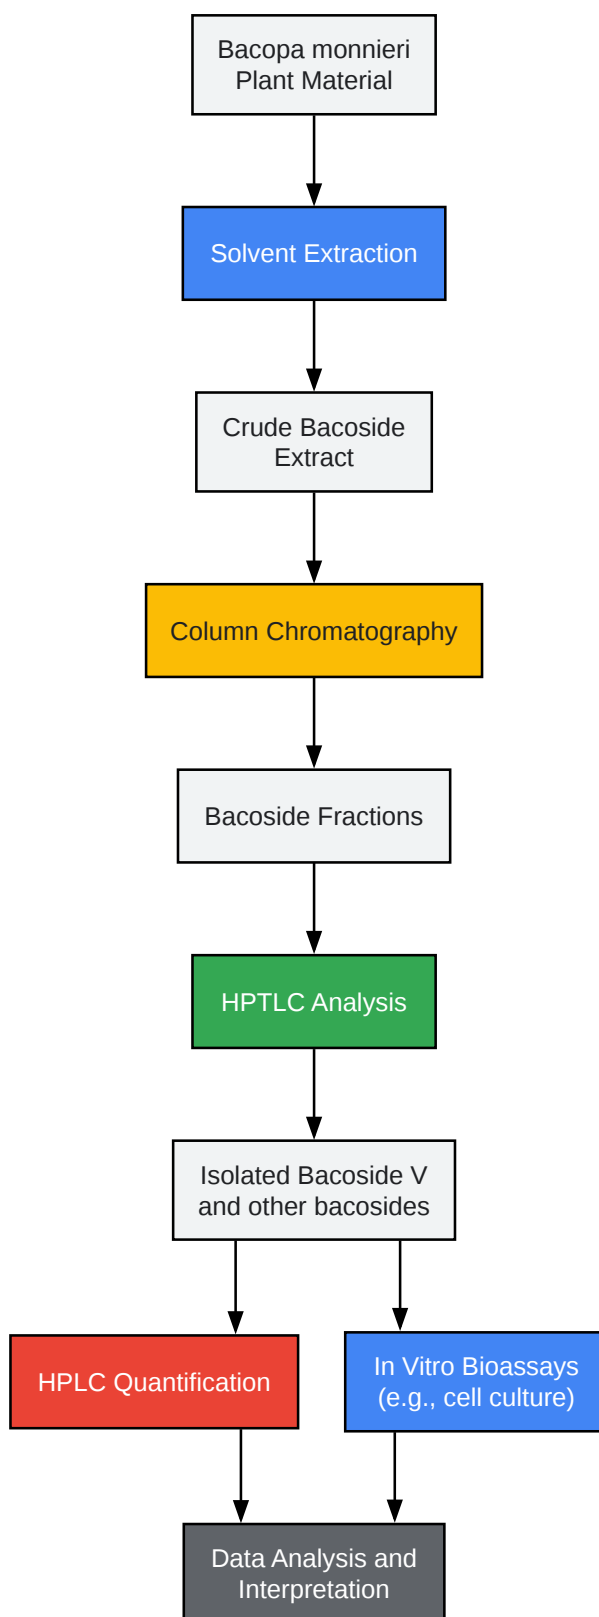 Bacopa monnieri
Plant Material
Solvent Extraction
Crude Bacoside
Extract
Column Chromatography
Bacoside Fractions
HPTLC Analysis
Isolated Bacoside V
and other bacosides
HPLC Quantification
In Vitro Bioassays
(e.g., cell culture)
Data Analysis and
Interpretation